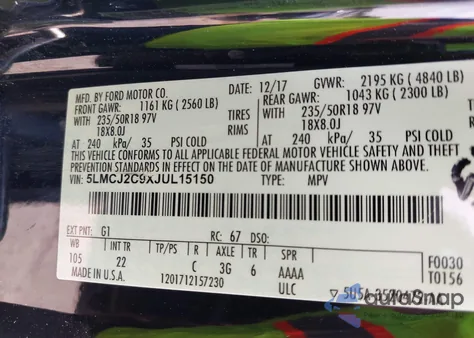 MFD. BY FORD MOTOR CO. 12/17 GVWR: 2195 KG ( 4840 LB)
FRONT GAWR: 1161 KG ( 2560 LB) REAR GAWR: 1043 KG ( 2300 LB)
WITH 235/50R18 97V TIRES WITH 235/50R18 97V
18X8.0J RIMS 18X8.0J
AT 240 kPa/ 35 PSI COLD AT 240 kPa/ 35 PSI COLD
THIS VEHICLE CONFORMS TO ALL APPLICABLE FEDERAL MOTOR VEHICLE SAFETY AND THEFT
PREVENTION STANDARDS IN EFFECT ON THE DATE OF MANUFACTURE SHOWN ABOVE.
VIN: 5LMCJ2C9XJUL15150 TYPE: MPV
EXT PNT: G1 RC: 67 DSO:
WB INT TR TP/PS R AXLE TR SPR
105 22 C 3G 6 AAAA F0030
MADE IN U.S.A. 1201712157230 ULC T0156
AutoSnap